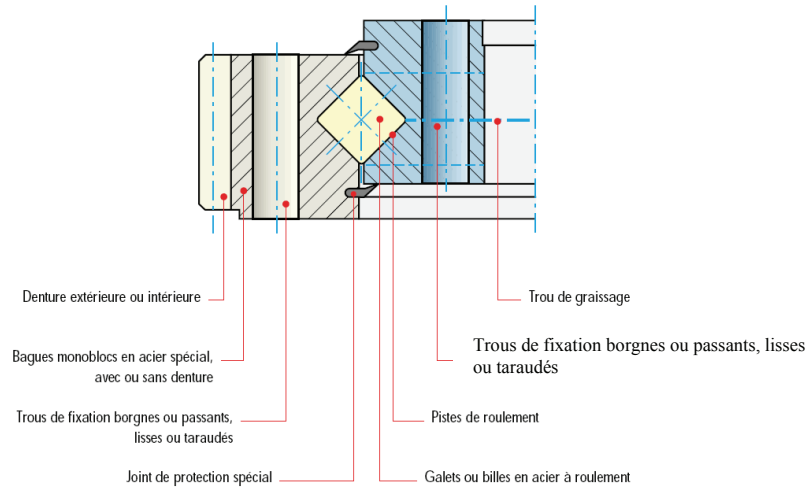 Denture extérieure ou intérieure
Trou de graissage
Bagues monoblocs en acier spécial,
avec ou sans denture
Trous de fixation borgnes ou passants, lisses
ou taraudés
Trous de fixation borgnes ou passants,
lisses ou taraudés
Pistes de roulement
Joint de protection spécial
Galets ou billes en acier à roulement